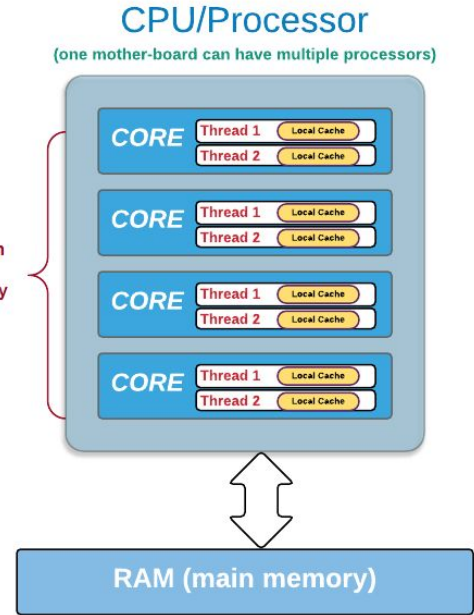 CPU/Processor
(one mother-board can have multiple processors)
CORE
Thread 1 Local Cache
Thread 2 Local Cache
CORE
Thread 1 Local Cache
Thread 2 Local Cache
CORE
Thread 1 Local Cache
Thread 2 Local Cache
CORE
Thread 1 Local Cache
Thread 2 Local Cache
RAM (main memory)